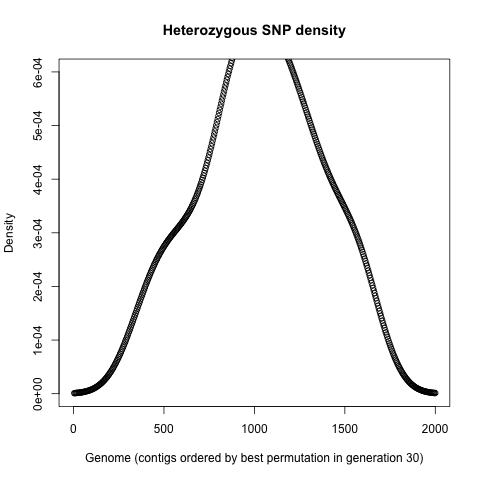 Heterozygous SNP density
Density
6e-04
5e-04
4e-04
3e-04
2e-04
1e-04
0e+00
0 500 1000 1500 2000
Genome (contigs ordered by best permutation in generation 30)